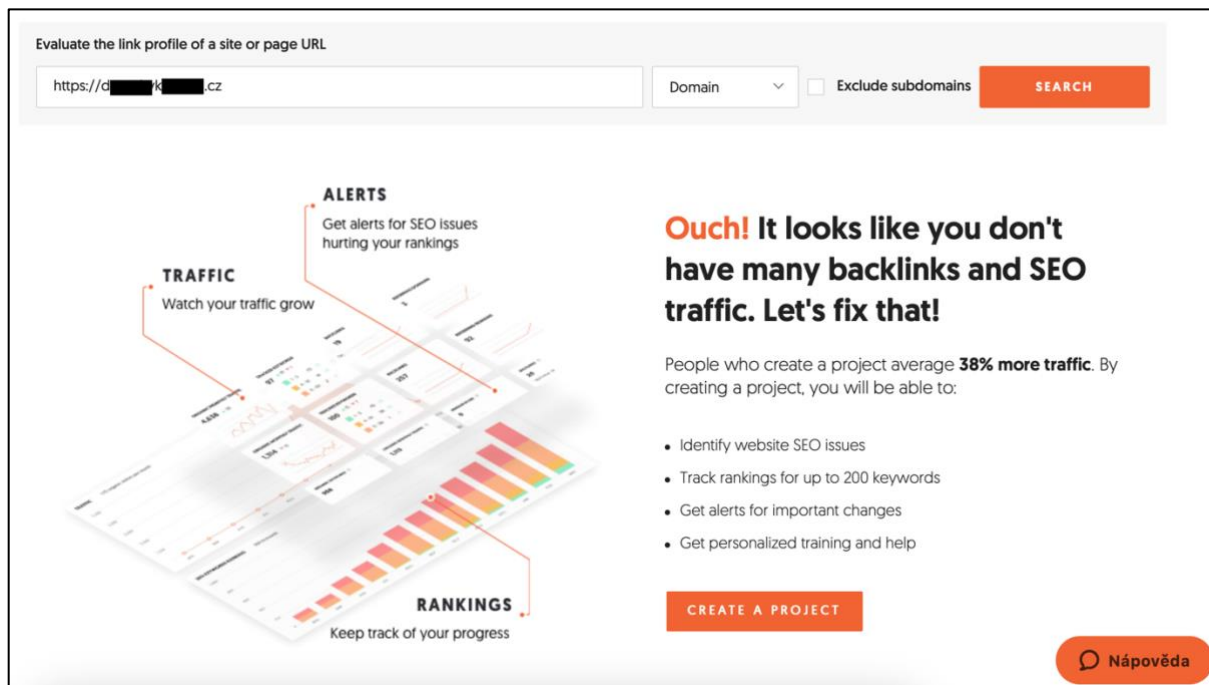 Evaluate the link profile of a site or page URL
https://d k .cz
Domain
Exclude subdomains
SEARCH
ALERTS
Get alerts for SEO issues
hurting your rankings
TRAFFIC
Watch your traffic grow
RANKINGS
Keep track of your progress
Ouch! It looks like you don't
have many backlinks and SEO
traffic. Let's fix that!
People who create a project average 38% more traffic. By
creating a project, you will be able to:
• Identify website SEO issues
• Track rankings for up to 200 keywords
• Get alerts for important changes
• Get personalized training and help
CREATE A PROJECT
Nápověda